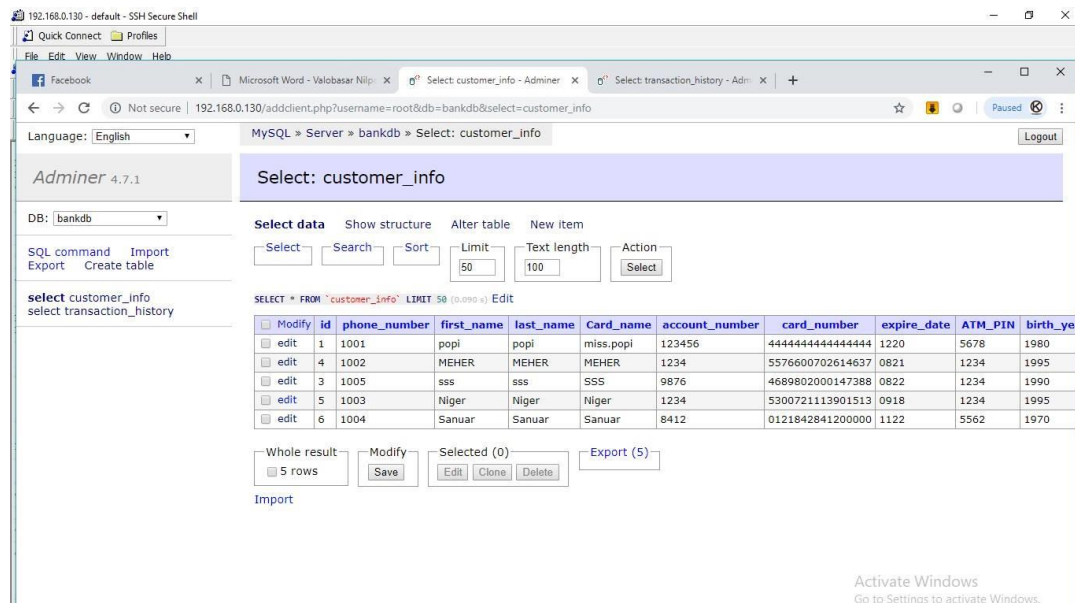 192.168.0.130 - default - SSH Secure Shell
Quick Connect Profiles
File Edit View Window Help
Facebook Microsoft Word - Valobasar Nilp Select: customer_info - Adminer Select: transaction_history - Adm +
Not secure | 192.168.0.130/addclient.php?username=root&db=bankdb&select=customer_info Paused
Language: English MySQL » Server » bankdb » Select: customer_info Logout
Adminer 4.7.1 Select: customer_info
DB: bankdb Select data Show structure Alter table New item
SQL command Import
Export Create table
Select Search Sort Limit Text length Action
50 100 Select
select customer_info
select transaction_history
SELECT * FROM `customer_info` LIMIT 50 (0.090 s) Edit
Modify id phone_number first_name last_name Card_name account_number card_number expire_date ATM_PIN birth_ye
edit 1 1001 popi popi miss.popi 123456 4444444444444444 1220 5678 1980
edit 4 1002 MEHER MEHER MEHER 1234 5576600702614637 0821 1234 1995
edit 3 1005 sss sss SSS 9876 4689802000147388 0822 1234 1990
edit 5 1003 Niger Niger Niger 1234 5300721113901513 0918 1234 1995
edit 6 1004 Sanuar Sanuar Sanuar 8412 0121842841200000 1122 5562 1970
Whole result Modify Selected (0) Export (5)
5 rows Save Edit Clone Delete
Import
Activate Windows
Go to Settings to activate Windows.